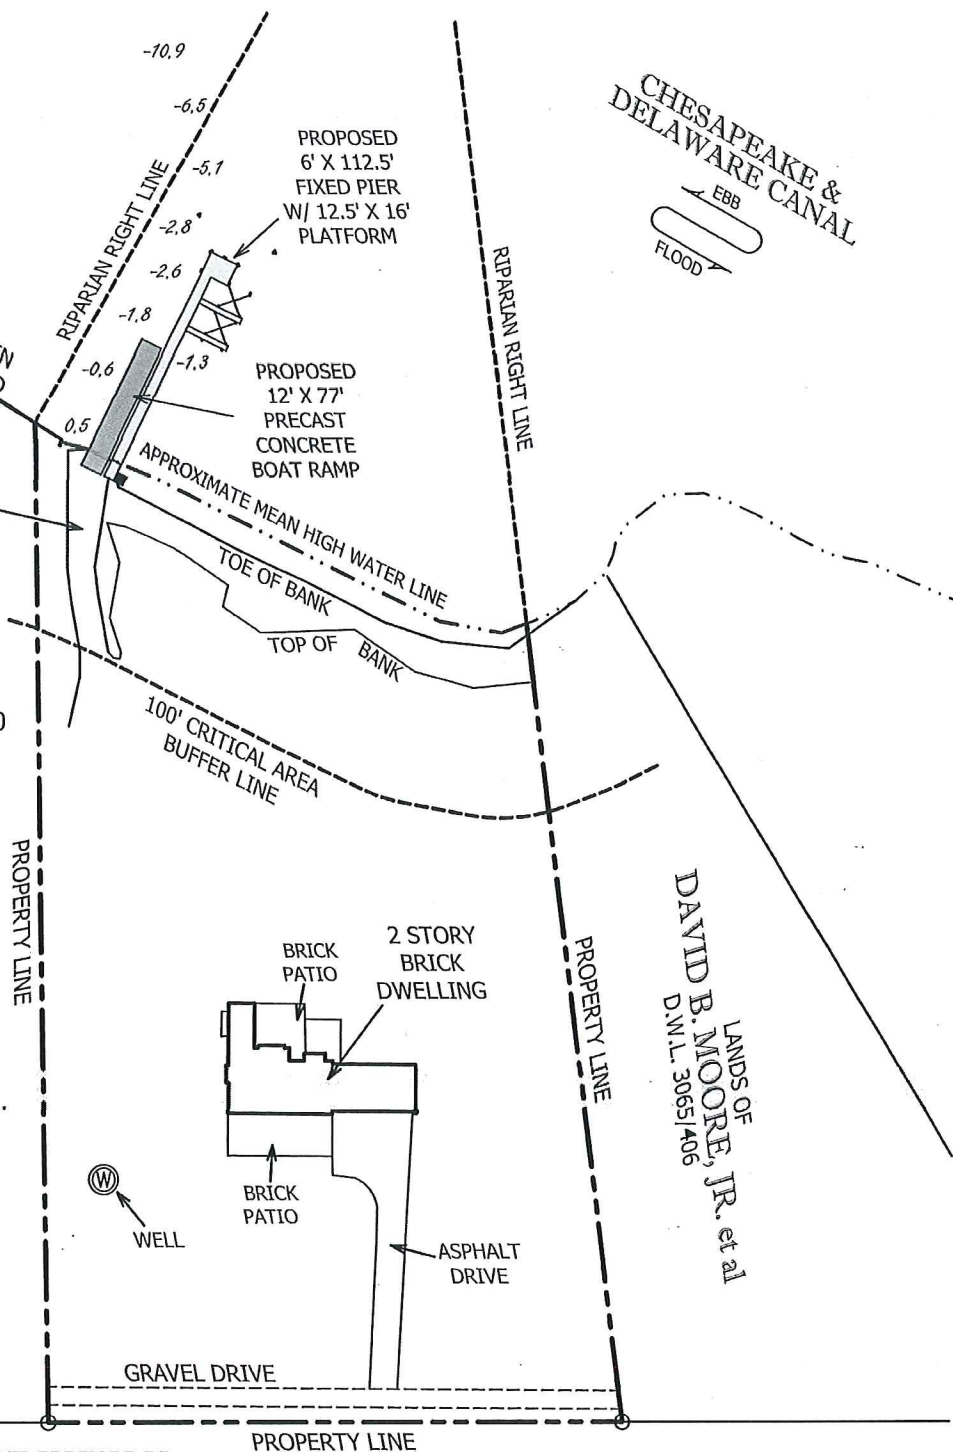 -10.9
-6.5
-5.1
-2.8
-2.6
-1.8
-0.6
-1.3
0.5
RIPARIAN RIGHT LINE
PROPOSED
6' X 112.5'
FIXED PIER
W/ 12.5' X 16'
PLATFORM
CHESAPEAKE &
DELAWARE CANAL
EBB
FLOOD
RIPARIAN RIGHT LINE
PROPOSED
12' X 77'
PRECAST
CONCRETE
BOAT RAMP
APPROXIMATE MEAN HIGH WATER LINE
TOE OF BANK
TOP OF BANK
100' CRITICAL AREA
BUFFER LINE
PROPERTY LINE
BRICK
PATIO
2 STORY
BRICK
DWELLING
PROPERTY LINE
LANDS OF
DAVID B. MOORE, JR. et al
D.W.L. 3065/406
W
WELL
BRICK
PATIO
ASPHALT
DRIVE
GRAVEL DRIVE
PROPERTY LINE